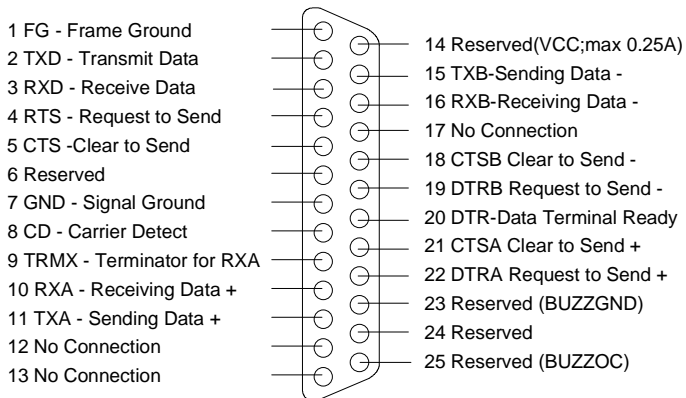 1 FG - Frame Ground
2 TXD - Transmit Data
3 RXD - Receive Data
4 RTS - Request to Send
5 CTS -Clear to Send
6 Reserved
7 GND - Signal Ground
8 CD - Carrier Detect
9 TRMX - Terminator for RXA
10 RXA - Receiving Data +
11 TXA - Sending Data +
12 No Connection
13 No Connection
14 Reserved(VCC;max 0.25A)
15 TXB-Sending Data -
16 RXB-Receiving Data -
17 No Connection
18 CTSB Clear to Send -
19 DTRB Request to Send -
20 DTR-Data Terminal Ready
21 CTSA Clear to Send +
22 DTRA Request to Send +
23 Reserved (BUZZGND)
24 Reserved
25 Reserved (BUZZOC)